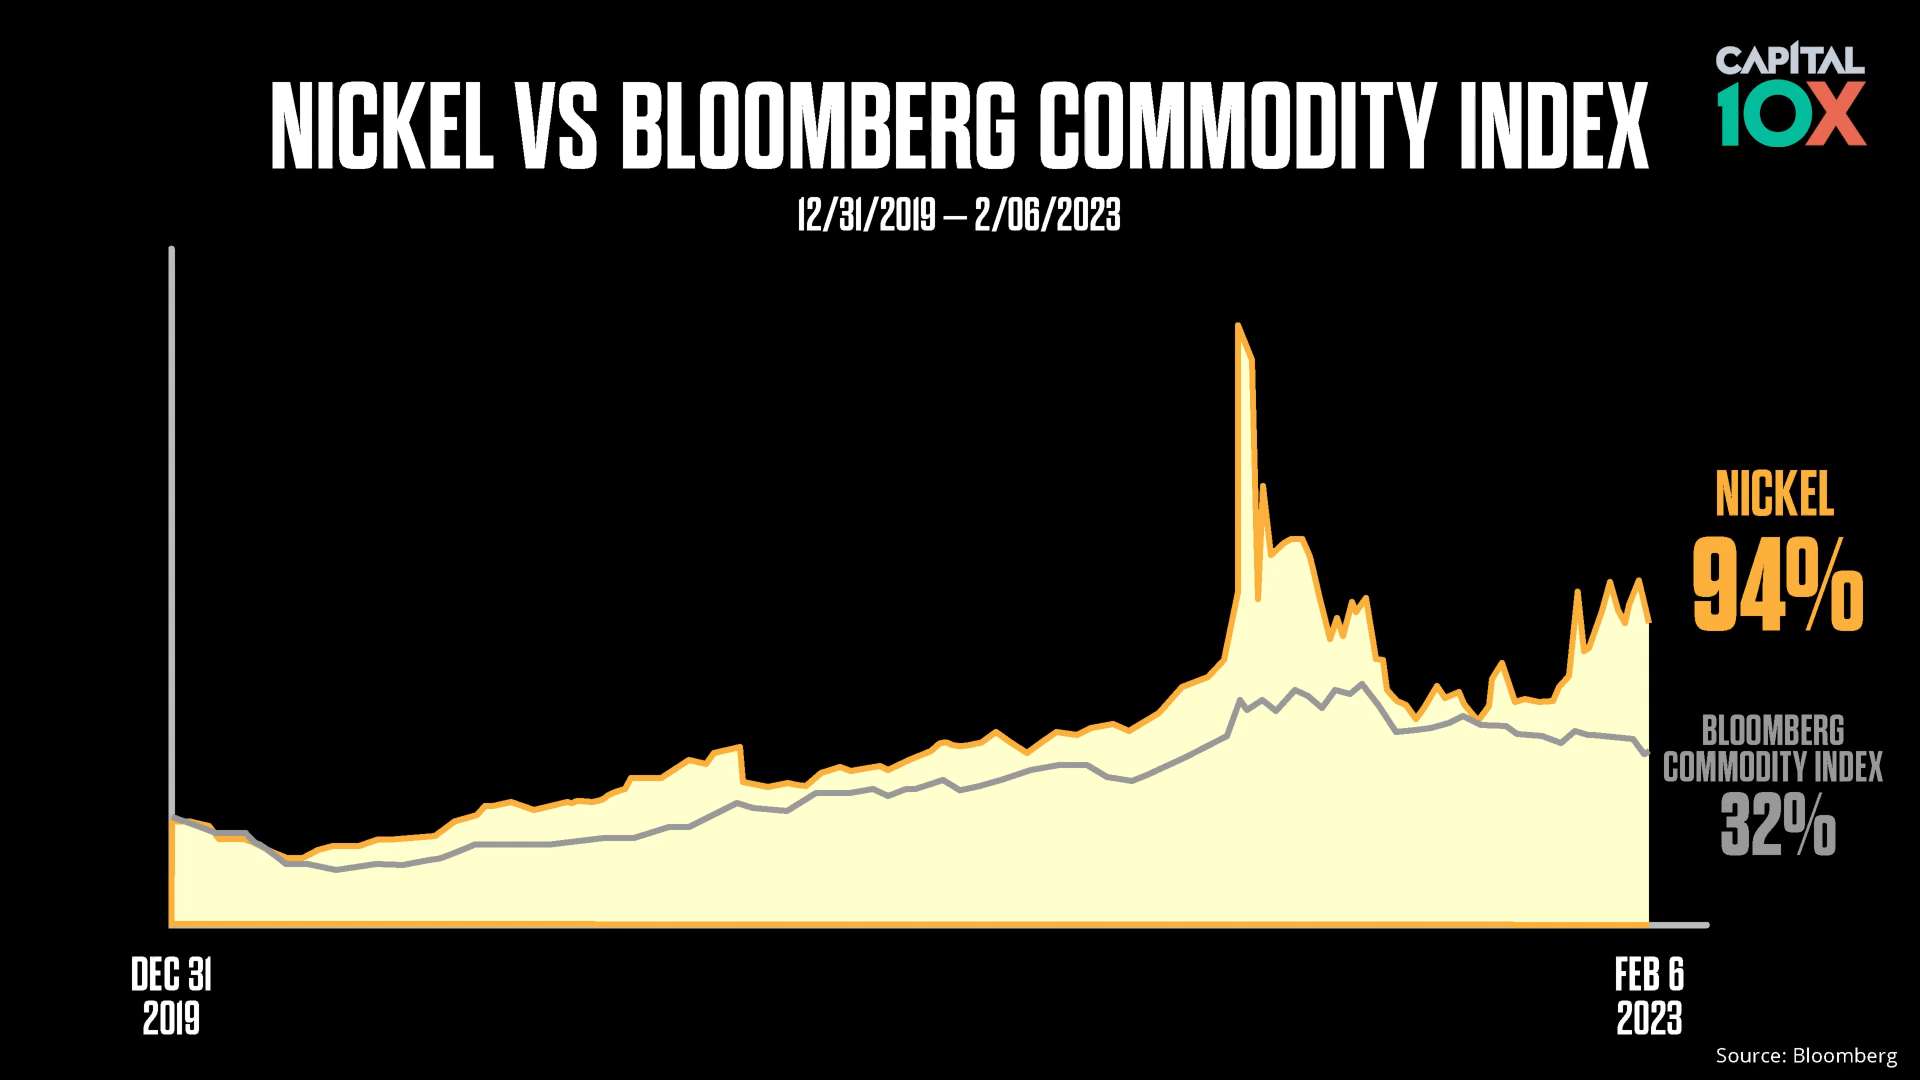 CAPITAL
10X
NICKEL VS BLOOMBERG COMMODITY INDEX
12/31/2019 – 2/06/2023
NICKEL
94%
BLOOMBERG
COMMODITY INDEX
32%
DEC 31
2019
FEB 6
2023
Source: Bloomberg